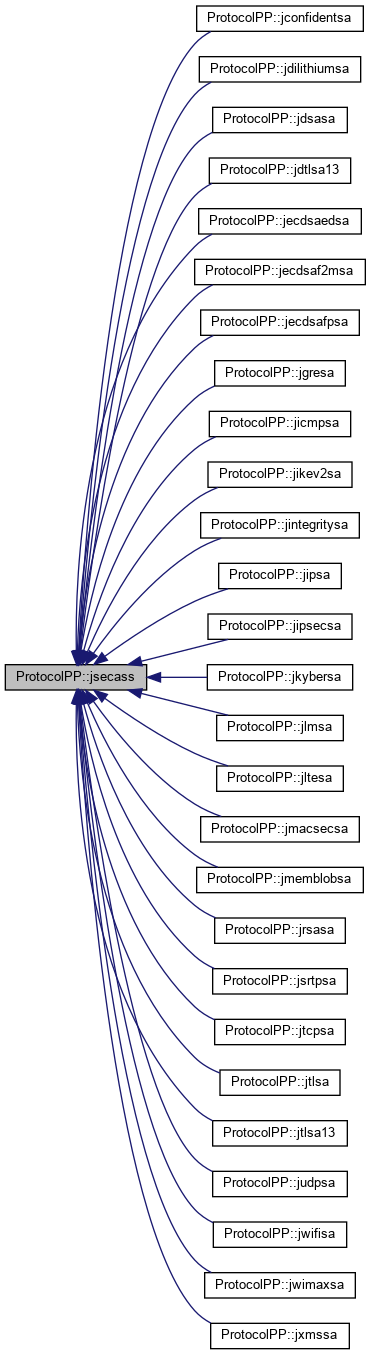 ProtocolPP::jconfidentsa
ProtocolPP::jdilithiumsa
ProtocolPP::jdsasa
ProtocolPP::jdtlsa13
ProtocolPP::jecdsaedsa
ProtocolPP::jecdsaf2msa
ProtocolPP::jecdsafpsa
ProtocolPP::jgresa
ProtocolPP::jicmpsa
ProtocolPP::jikev2sa
ProtocolPP::jintegritysa
ProtocolPP::jipsa
ProtocolPP::jipsecsa
ProtocolPP::jsecass
ProtocolPP::jkybersa
ProtocolPP::jlmsa
ProtocolPP::jltesa
ProtocolPP::jmacsecsa
ProtocolPP::jmemblobsa
ProtocolPP::jrsasa
ProtocolPP::jsrtpsa
ProtocolPP::jtcpsa
ProtocolPP::jtlsa
ProtocolPP::jtlsa13
ProtocolPP::judpsa
ProtocolPP::jwifisa
ProtocolPP::jwimaxsa
ProtocolPP::jxmssa